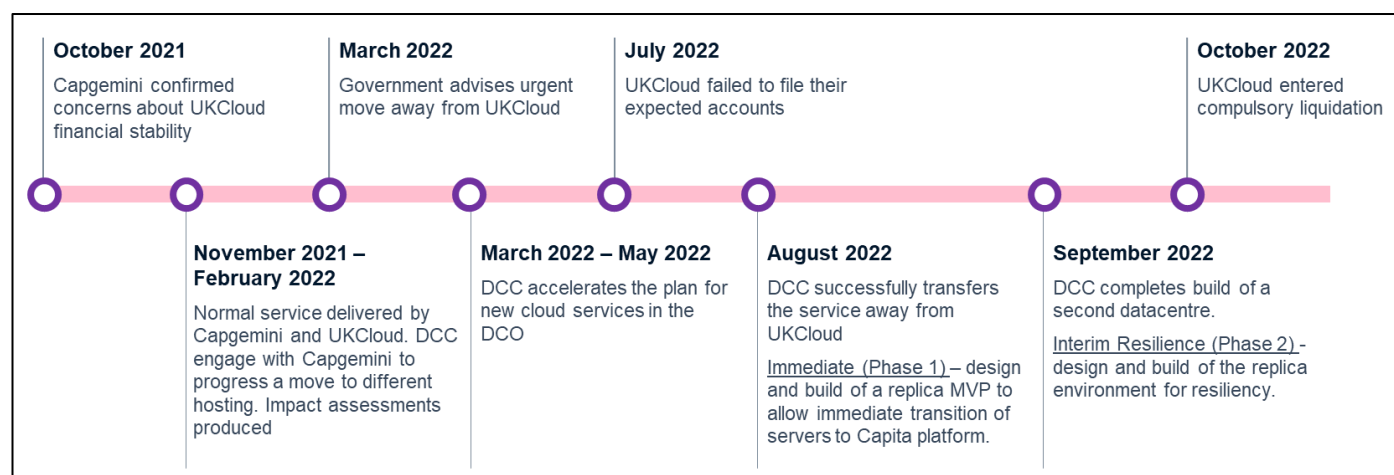 October 2021
Capgemini confirmed
concerns about UKCloud
financial stability
March 2022
Government advises urgent
move away from UKCloud
July 2022
UKCloud failed to file their
expected accounts
October 2022
UKCloud entered
compulsory liquidation
November 2021 –
February 2022
Normal service delivered by
Capgemini and UKCloud. DCC
engage with Capgemini to
progress a move to different
hosting. Impact assessments
produced
March 2022 – May 2022
DCC accelerates the plan for
new cloud services in the
DCO
August 2022
DCC successfully transfers
the service away from
UKCloud
Immediate (Phase 1) – design
and build of a replica MVP to
allow immediate transition of
servers to Capita platform.
September 2022
DCC completes build of a
second datacentre.
Interim Resilience (Phase 2) -
design and build of the replica
environment for resiliency.